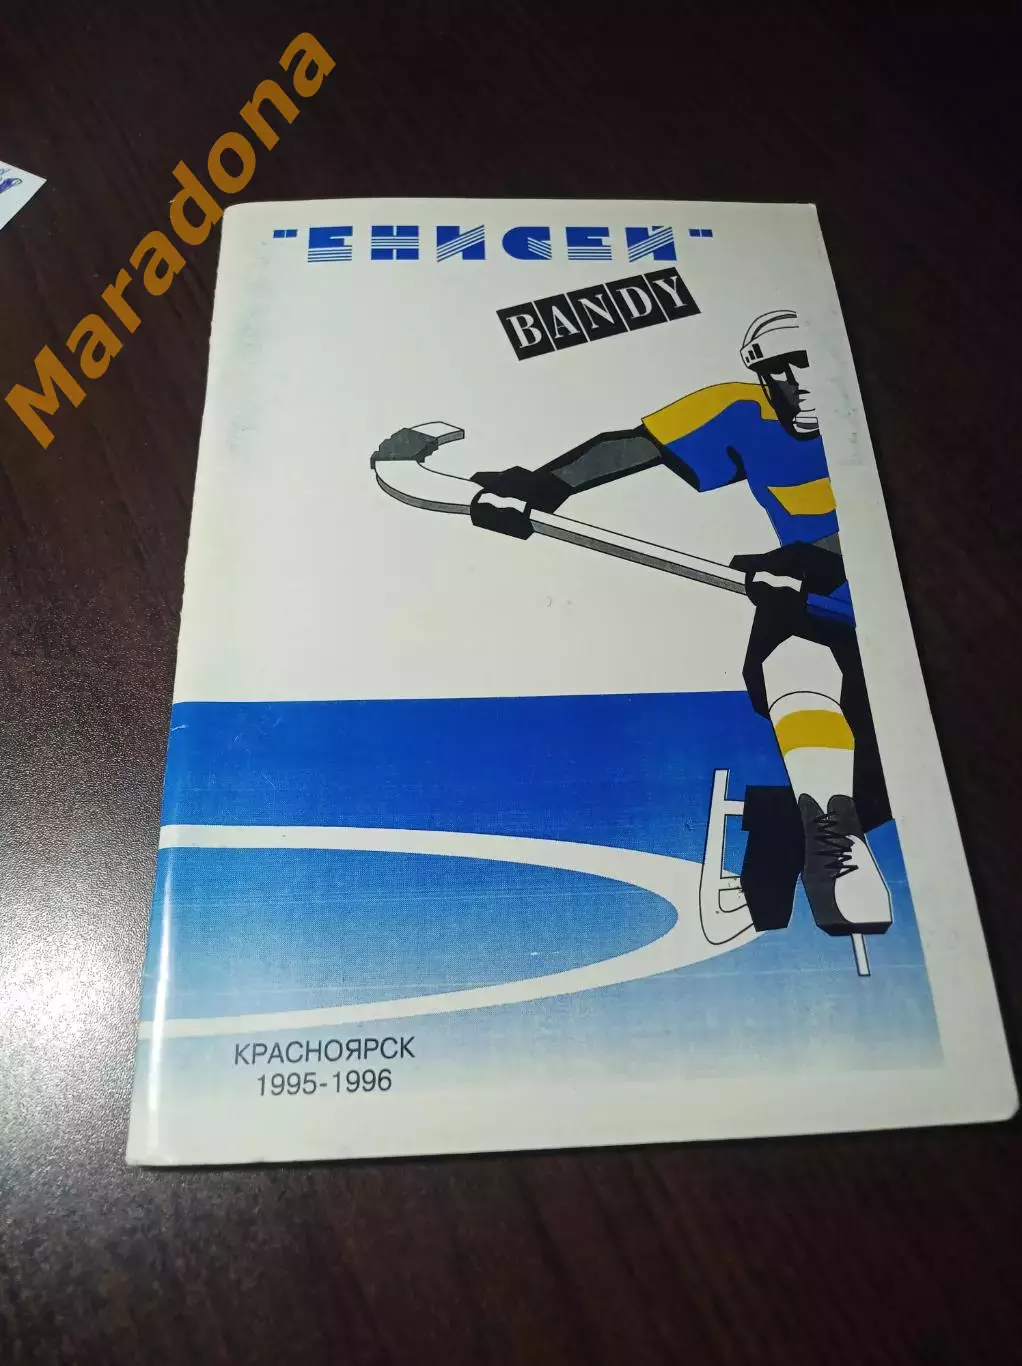 Maradona
"ЕНИСЕЙ"
BANDY
КРАСНОЯРСК
1995-1996